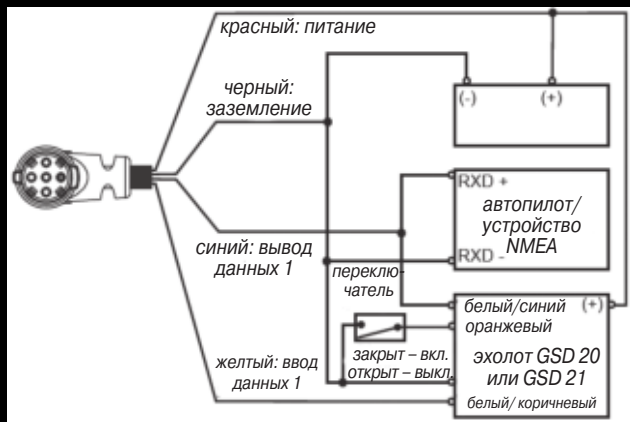 красный: питание
черный:
заземление
(-) (+)
RXD +
автопилот/
устройство
NMEA
RXD -
синий: вывод
данных 1
переклю-
чатель
белый/синий (+)
оранжевый
закрыт – вкл.
открыт – выкл.
эхолот GSD 20
или GSD 21
желтый: ввод
данных 1
белый/ коричневый